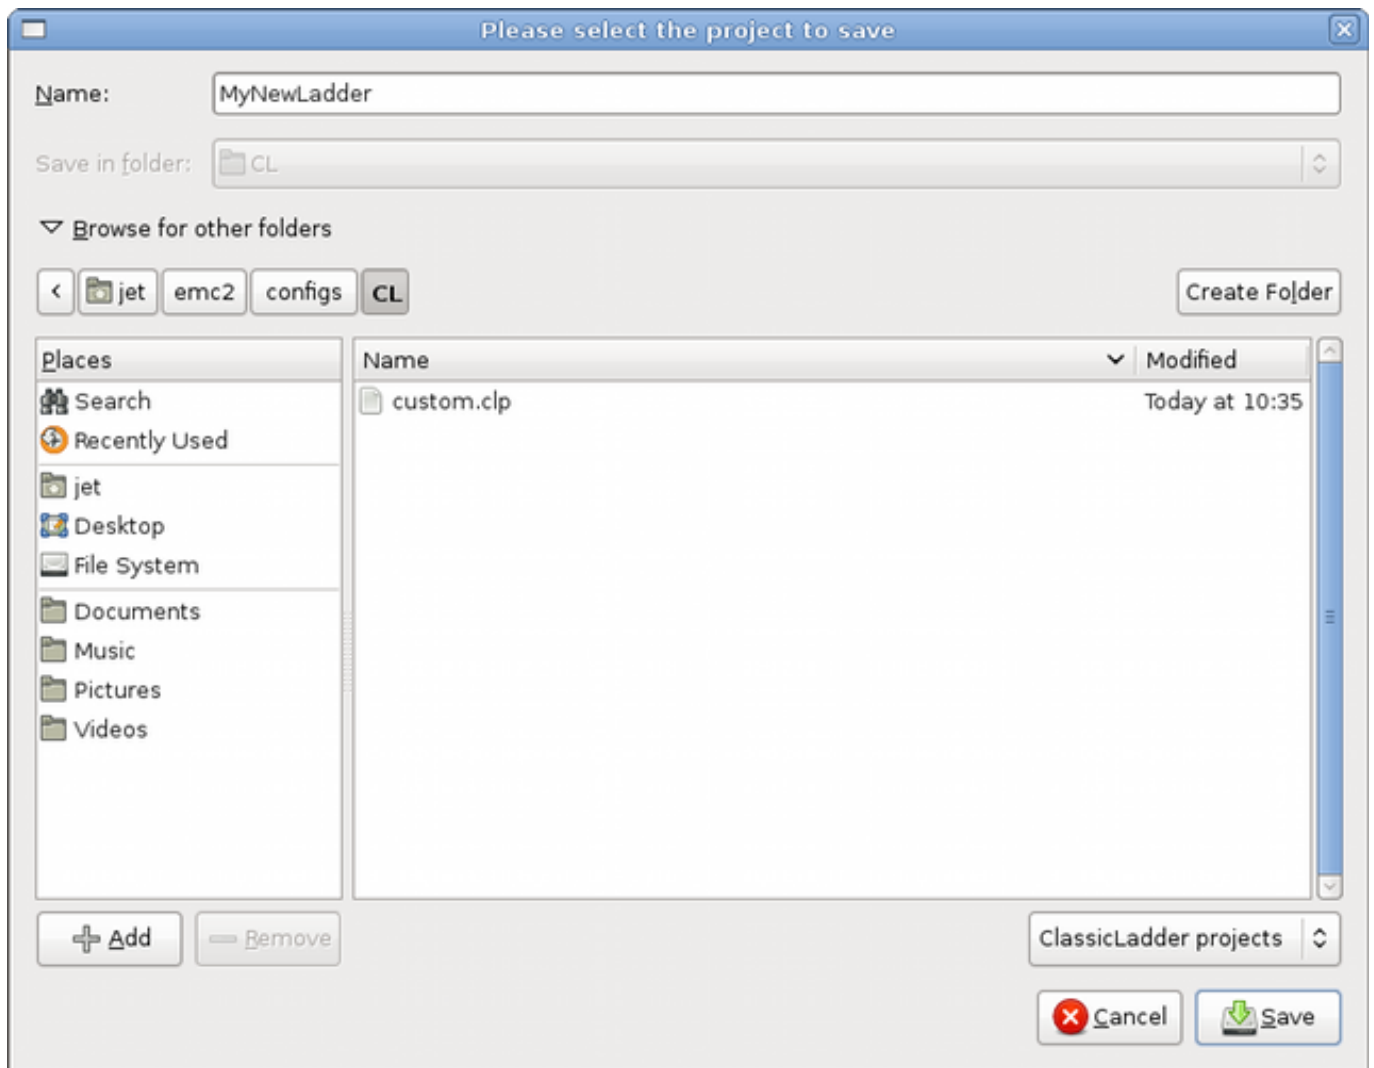 Please select the project to save
Name: MyNewLadder
Save in folder: CL
Browse for other folders
jet emc2 configs CL Create Folder
Places Name Modified
Search custom.clp Today at 10:35
Recently Used
jet
Desktop
File System
Documents
Music
Pictures
Videos
Add Remove ClassicLadder projects
Cancel Save